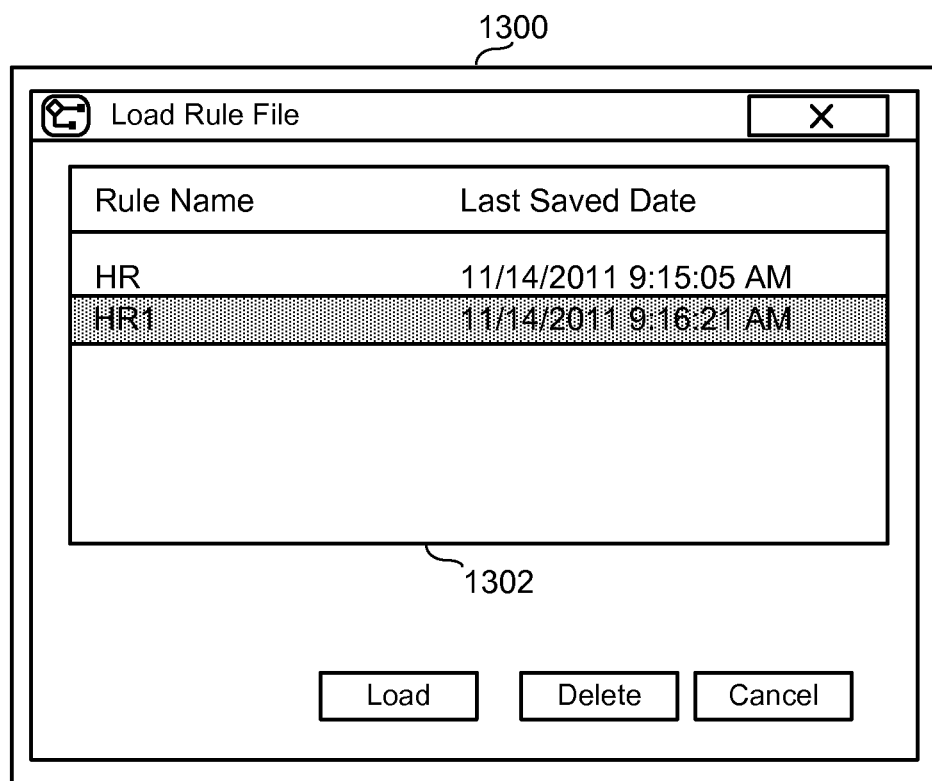 1300
Load Rule File X
Rule Name Last Saved Date
HR 11/14/2011 9:15:05 AM
HR1 11/14/2011 9:16:21 AM
1302
Load Delete Cancel